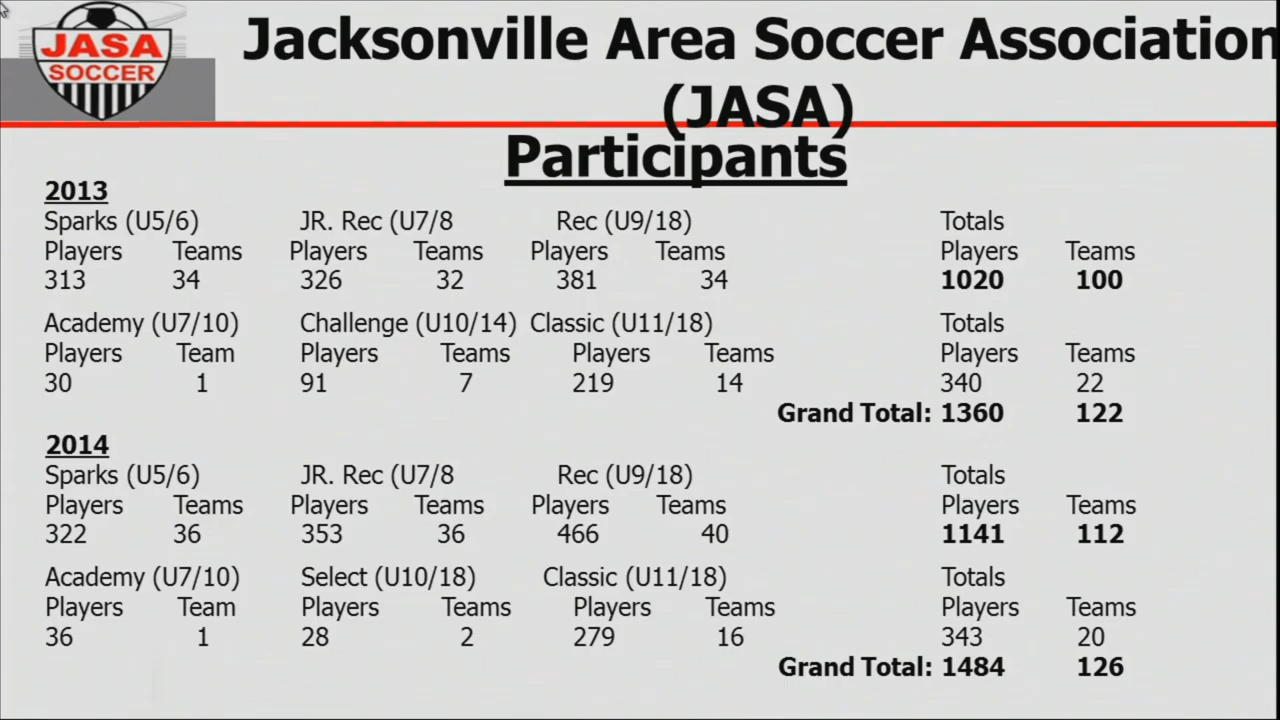 JASA
SOCCER
Jacksonville Area Soccer Association
(JASA)
Participants
2013
Sparks (U5/6) JR. Rec (U7/8 Rec (U9/18) Totals
Players Teams Players Teams Players Teams Players Teams
313 34 326 32 381 34 1020 100
Academy (U7/10) Challenge (U10/14) Classic (U11/18) Totals
Players Team Players Teams Players Teams Players Teams
30 1 91 7 219 14 340 22
Grand Total: 1360 122
2014
Sparks (U5/6) JR. Rec (U7/8 Rec (U9/18) Totals
Players Teams Players Teams Players Teams Players Teams
322 36 353 36 466 40 1141 112
Academy (U7/10) Select (U10/18) Classic (U11/18) Totals
Players Team Players Teams Players Teams Players Teams
36 1 28 2 279 16 343 20
Grand Total: 1484 126